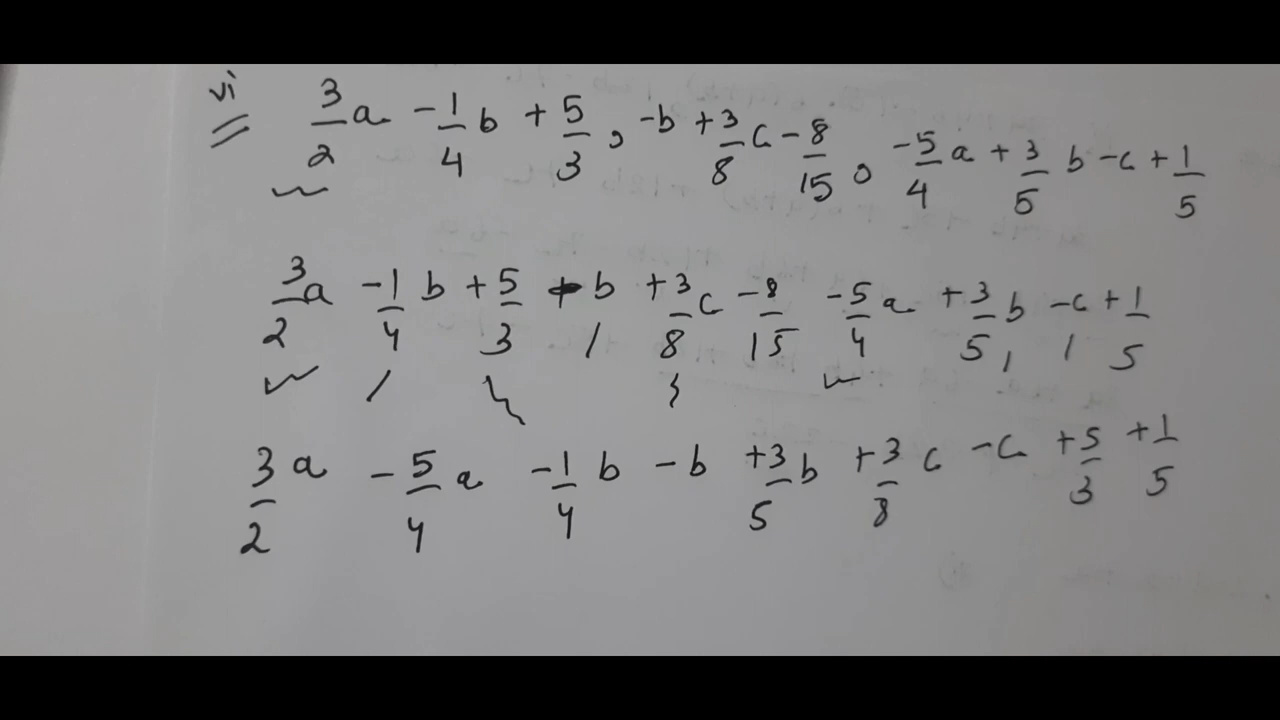 vi 3/2 a - 1/4 b + 5/3 , -b + 3/8 c - 8/15 , -5/4 a + 3/5 b - c + 1/5
3/2 a - 1/4 b + 5/3 - b + 3/8 c - 8/15 - 5/4 a + 3/5 b - c + 1/5
3/2 a - 5/4 a - 1/4 b - b + 3/5 b + 3/8 c - c + 5/3 + 1/5